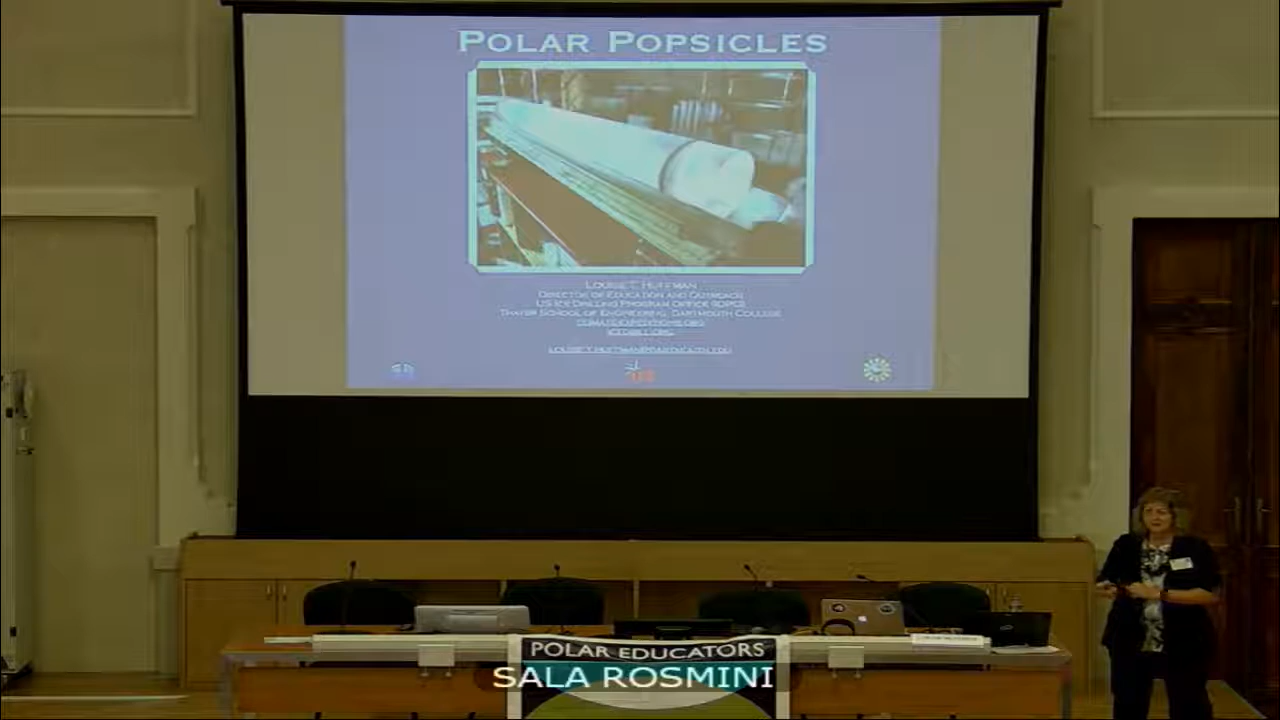 POLAR POPSICLES
LOUISE T. HUFFMAN
DIRECTOR OF EDUCATION AND OUTREACH
US ICE DRILLING PROGRAM OFFICE (IDPO)
THAYER SCHOOL OF ENGINEERING, DARTMOUTH COLLEGE
POLAR EDUCATORS
SALA ROSMINI